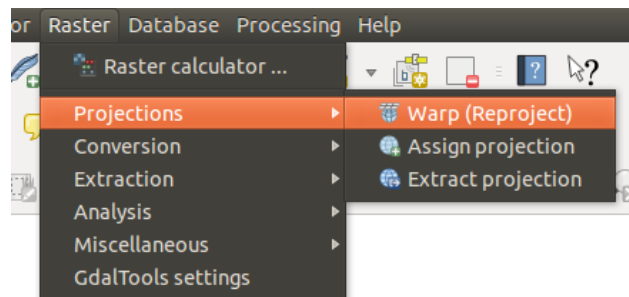 or Raster Database Processing Help
Raster calculator ...
Projections
Conversion
Extraction
Analysis
Miscellaneous
GdalTools settings
Warp (Reproject)
Assign projection
Extract projection